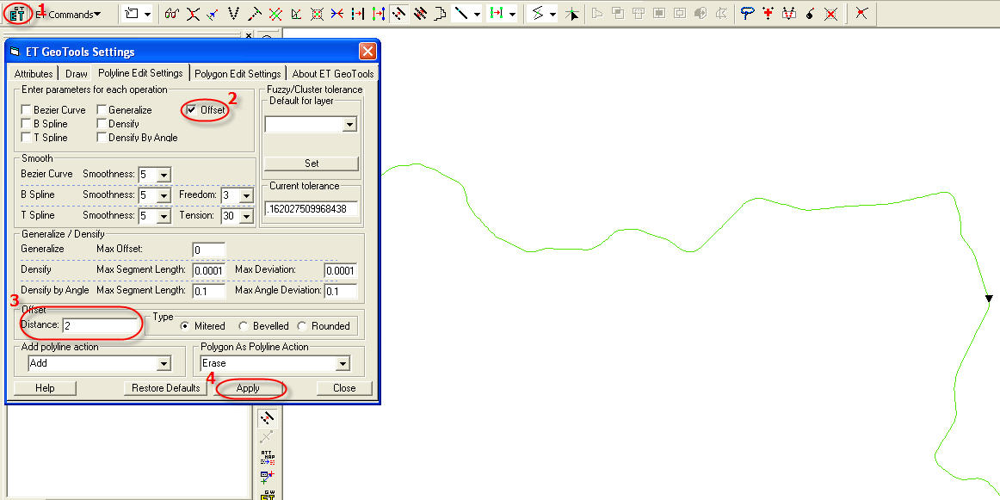 1
ET Commands
ET GeoTools Settings
Attributes Draw Polyline Edit Settings Polygon Edit Settings About ET GeoTools
Enter parameters for each operation
2
Bezier Curve Generalize Offset
B Spline Densify
T Spline Densify By Angle
Fuzzy/Cluster tolerance
Default for layer
Set
Current tolerance
.162027509968438
Smooth
Bezier Curve Smoothness: 5
B Spline Smoothness: 5 Freedom: 3
T Spline Smoothness: 5 Tension: 30
Generalize / Densify
Generalize Max Offset: 0
Densify Max Segment Length: 0.0001 Max Deviation: 0.0001
Densify by Angle Max Segment Length: 0.1 Max Angle Deviation: 0.1
3
Offset
Distance: 2
Type
Mitered Bevelled Rounded
Add polyline action
Add
Polygon As Polyline Action
Erase
4
Help Restore Defaults Apply Close
ATT
MAP
GW
ET